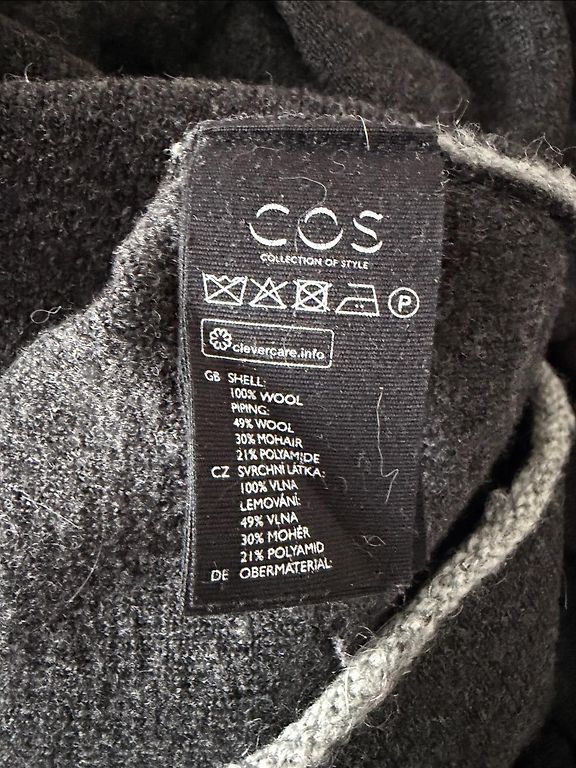 COS
COLLECTION OF STYLE
P
clevercare.info
GB SHELL:
100% WOOL
PIPING:
49% WOOL
30% MOHAIR
21% POLYAMIDE
CZ SVRCHNÍ LÁTKA:
100% VLNA
LEMOVÁNÍ:
49% VLNA
30% MOHÉR
21% POLYAMID
DE OBERMATERIAL: